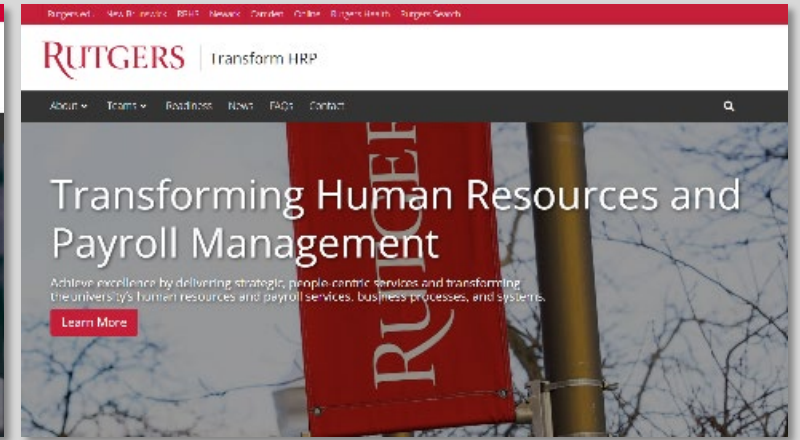 Rutgers.edu New Brunswick RBHS Newark Camden Online Rutgers Health Rutgers Search
RUTGERS Transform HRP
About Teams Readiness News FAQs Contact
Transforming Human Resources and
Payroll Management
Achieve excellence by delivering strategic, people-centric services and transforming
the university's human resources and payroll services, business processes, and systems.
Learn More
RUTGERS